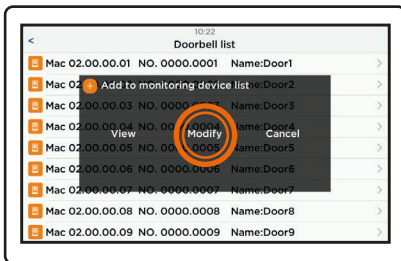 10:22
<
Doorbell list
Mac 02.00.00.01 NO. 0000.0001 Name:Door1 >
Mac 02 Name:Door2 >
+ Add to monitoring device list
Mac 02.00.00.03 NO. 0000.0003 Name:Door3 >
Mac 02.00.00.04 NO. 0000.0004 Name:Door4 >
View Modify Cancel
Mac 02.00.00.05 NO. 0000.0005 Name:Door5 >
Mac 02.00.00.06 NO. 0000.0006 Name:Door6 >
Mac 02.00.00.07 NO. 0000.0007 Name:Door7 >
Mac 02.00.00.08 NO. 0000.0008 Name:Door8 >
Mac 02.00.00.09 NO. 0000.0009 Name:Door9 >